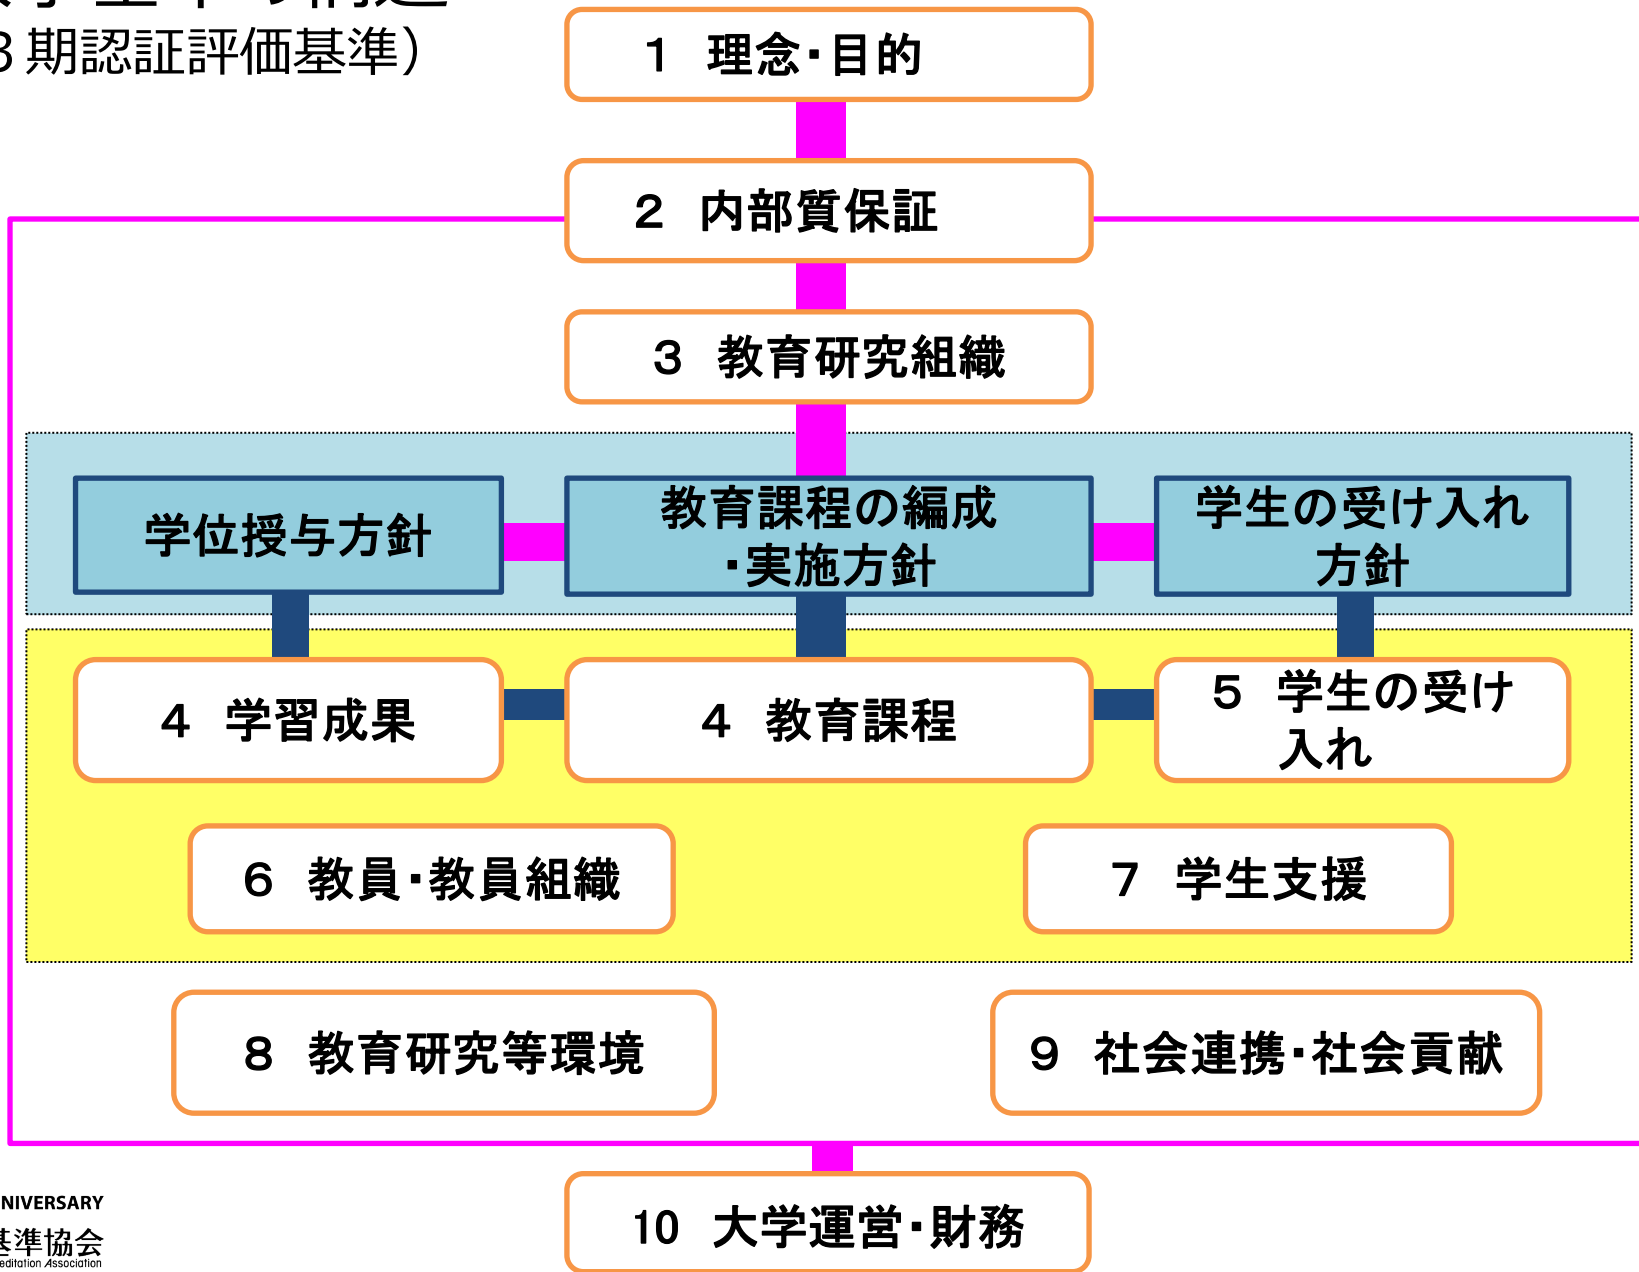 3期認証評価基準）
1 理念・目的
2 内部質保証
3 教育研究組織
学位授与方針
教育課程の編成
・実施方針
学生の受け入れ
方針
4 学習成果
4 教育課程
5 学生の受け
入れ
6 教員・教員組織
7 学生支援
8 教育研究等環境
9 社会連携・社会貢献
10 大学運営・財務
NIVERSARY
基準協会
editation Association